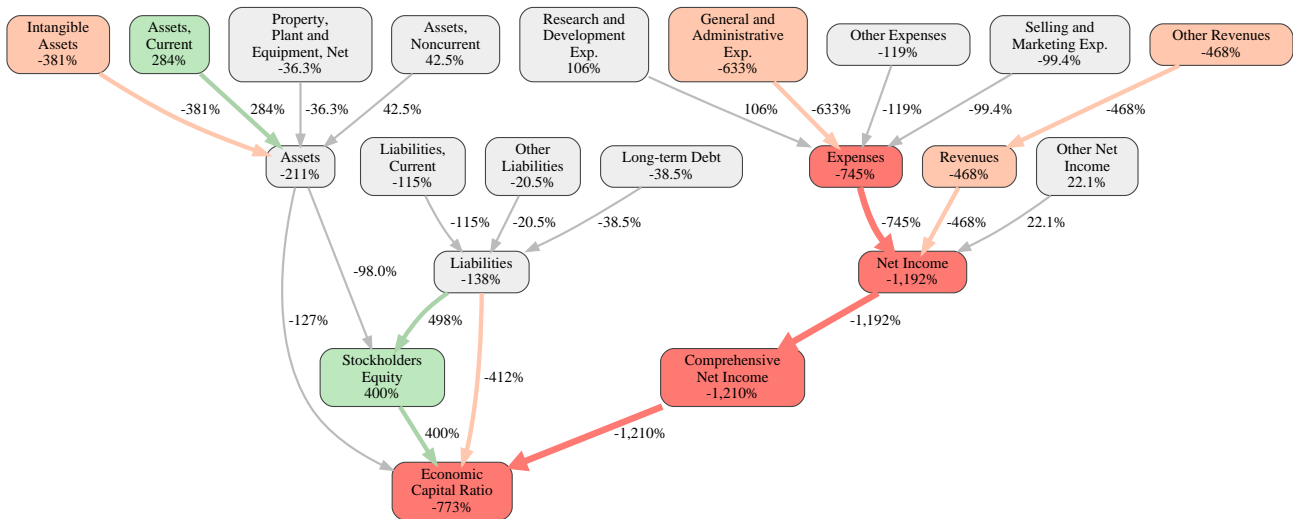 Intangible
Assets
-381%
Assets,
Current
284%
Property,
Plant and
Equipment, Net
-36.3%
Assets,
Noncurrent
42.5%
Research and
Development
Exp.
106%
General and
Administrative
Exp.
-633%
Other Expenses
-119%
Selling and
Marketing Exp.
-99.4%
Other Revenues
-468%
-381%
284%
-36.3%
42.5%
106%
-633%
-119%
-99.4%
-468%
Assets
-211%
Liabilities,
Current
-115%
Other
Liabilities
-20.5%
Long-term Debt
-38.5%
Expenses
-745%
Revenues
-468%
Other Net
Income
22.1%
-115%
-20.5%
-38.5%
-745%
-468%
22.1%
Liabilities
-138%
Net Income
-1,192%
-98.0%
-127%
498%
-1,192%
Stockholders
Equity
400%
-412%
Comprehensive
Net Income
-1,210%
400%
-1,210%
Economic
Capital Ratio
-773%